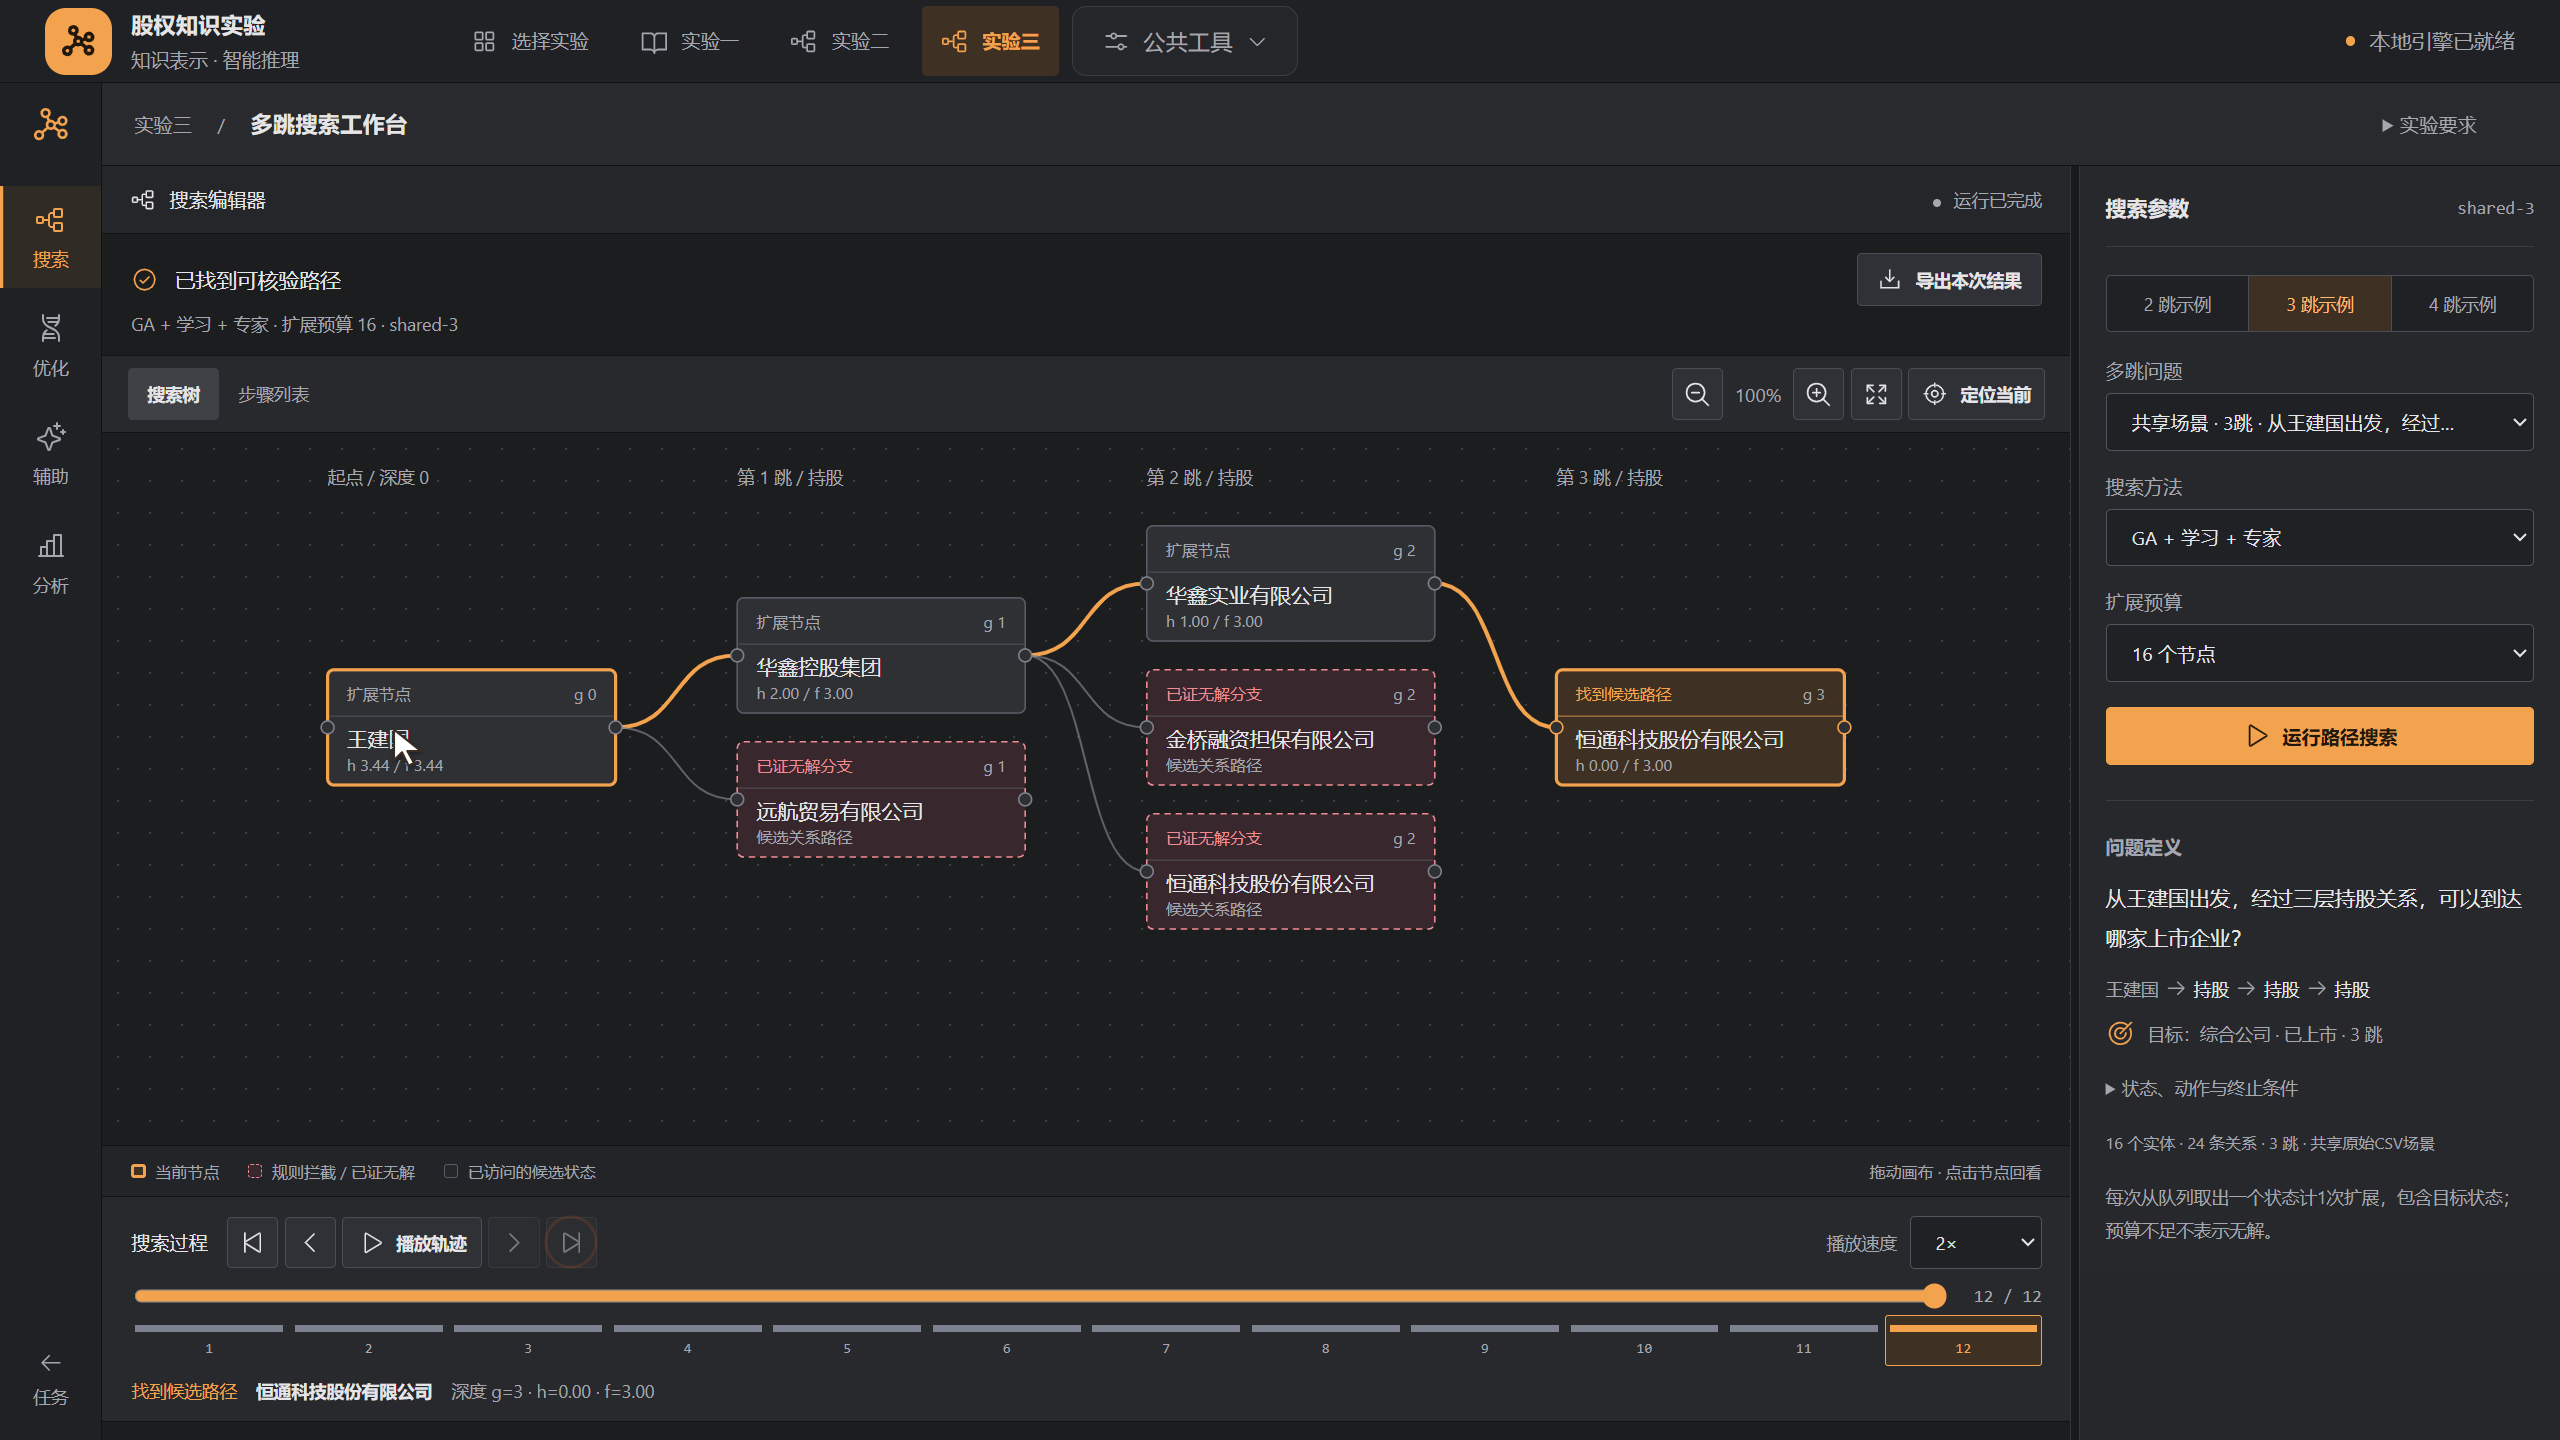 股权知识实验
知识表示 · 智能推理
选择实验
实验一
实验二
实验三
公共工具
本地引擎已就绪
实验三 / 多跳搜索工作台
实验要求
搜索
优化
辅助
分析
任务
搜索编辑器
运行已完成
已找到可核验路径
GA + 学习 + 专家 · 扩展预算 16 · shared-3
导出本次结果
搜索树
步骤列表
100%
定位当前
起点 / 深度 0
第 1 跳 / 持股
第 2 跳 / 持股
第 3 跳 / 持股
扩展节点 g 0
王建国
h 3.44 / f 3.44
扩展节点 g 1
华鑫控股集团
h 2.00 / f 3.00
已证无解分支 g 1
远航贸易有限公司
候选关系路径
扩展节点 g 2
华鑫实业有限公司
h 1.00 / f 3.00
已证无解分支 g 2
金桥融资担保有限公司
候选关系路径
已证无解分支 g 2
恒通科技股份有限公司
候选关系路径
找到候选路径 g 3
恒通科技股份有限公司
h 0.00 / f 3.00
当前节点
规则拦截 / 已证无解
已访问的候选状态
拖动画布 · 点击节点回看
搜索过程
播放轨迹
播放速度
2×
12 / 12
1 2 3 4 5 6 7 8 9 10 11 12
找到候选路径 恒通科技股份有限公司 深度 g=3 · h=0.00 · f=3.00
搜索参数
shared-3
2 跳示例
3 跳示例
4 跳示例
多跳问题
共享场景 · 3跳 · 从王建国出发，经过...
搜索方法
GA + 学习 + 专家
扩展预算
16 个节点
运行路径搜索
问题定义
从王建国出发，经过三层持股关系，可以到达
哪家上市企业？
王建国 → 持股 → 持股 → 持股
目标：综合公司 · 已上市 · 3 跳
状态、动作与终止条件
16 个实体 · 24 条关系 · 3 跳 · 共享原始CSV场景
每次从队列取出一个状态计1次扩展，包含目标状态；
预算不足不表示无解。